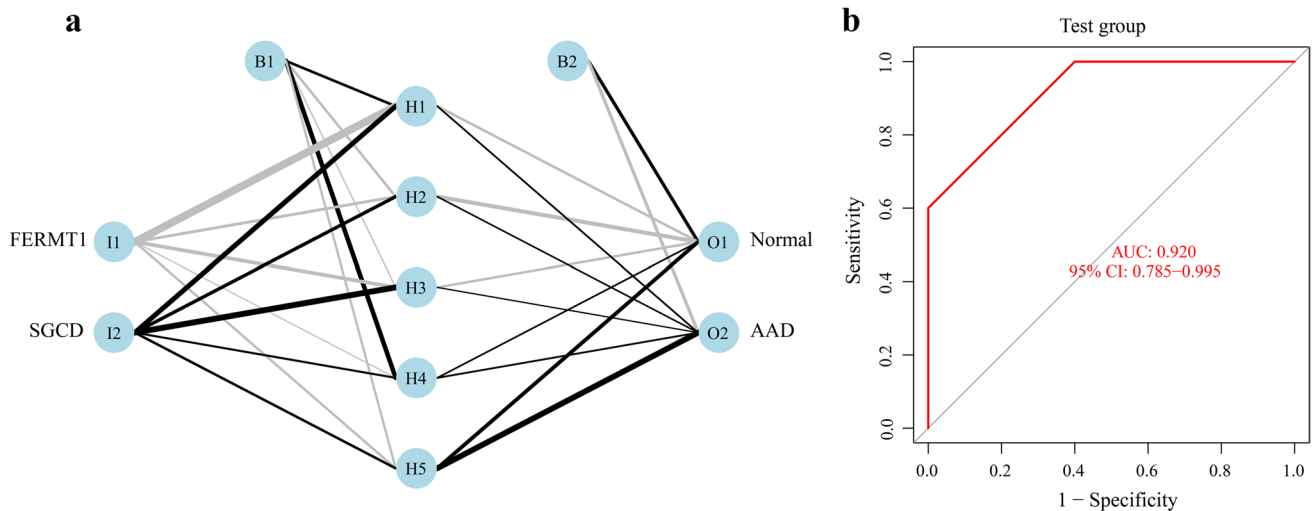 a
B1
B2
H1
H2
FERMT1
I1
O1
Normal
H3
SGCD
I2
O2
AAD
H4
H5
b
Test group
Sensitivity
1.0
0.8
0.6
0.4
0.2
0.0
AUC: 0.920
95% CI: 0.785−0.995
0.0 0.2 0.4 0.6 0.8 1.0
1 − Specificity